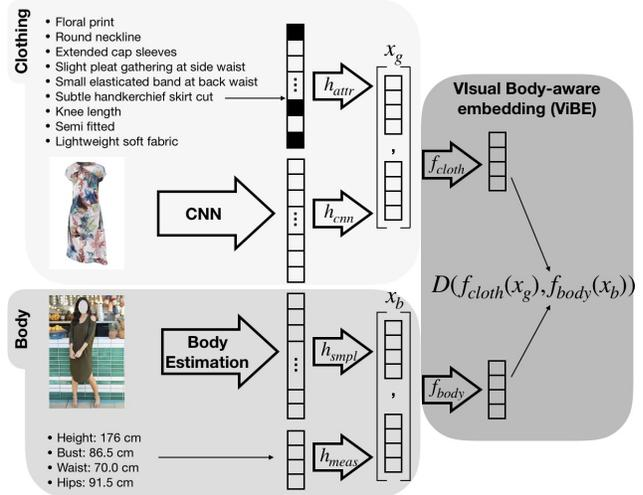 Clothing
• Floral print
• Round neckline
• Extended cap sleeves
• Slight pleat gathering at side waist
• Small elasticated band at back waist
• Subtle handkerchief skirt cut
• Knee length
• Semi fitted
• Lightweight soft fabric
h_attr
x_g
,
CNN
h_cnn
VIsual Body-aware
embedding (ViBE)
f_cloth
D(f_cloth(x_g),f_body(x_b))
f_body
Body
Body
Estimation
h_smpl
x_b
,
• Height: 176 cm
• Bust: 86.5 cm
• Waist: 70.0 cm
• Hips: 91.5 cm
h_meas